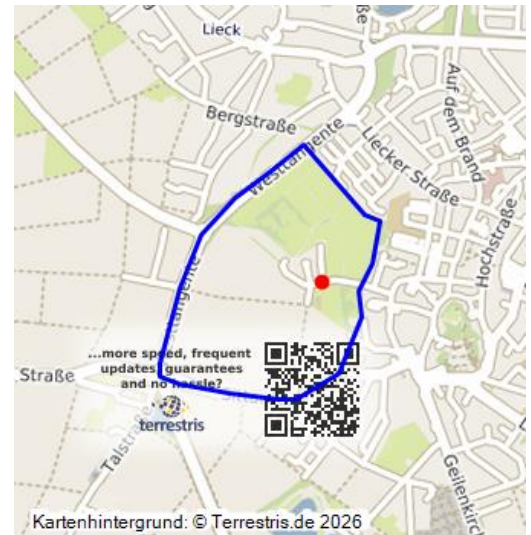 Lieck
Bergstraße
Westtangente
Liecker Straße
Auf dem Brand
Hochstraße
...more speed, frequent
updates, guarantees
and no hassle?
Straße
terrestris
Talstraße
Kartenhintergrund: © Terrestris.de 2026